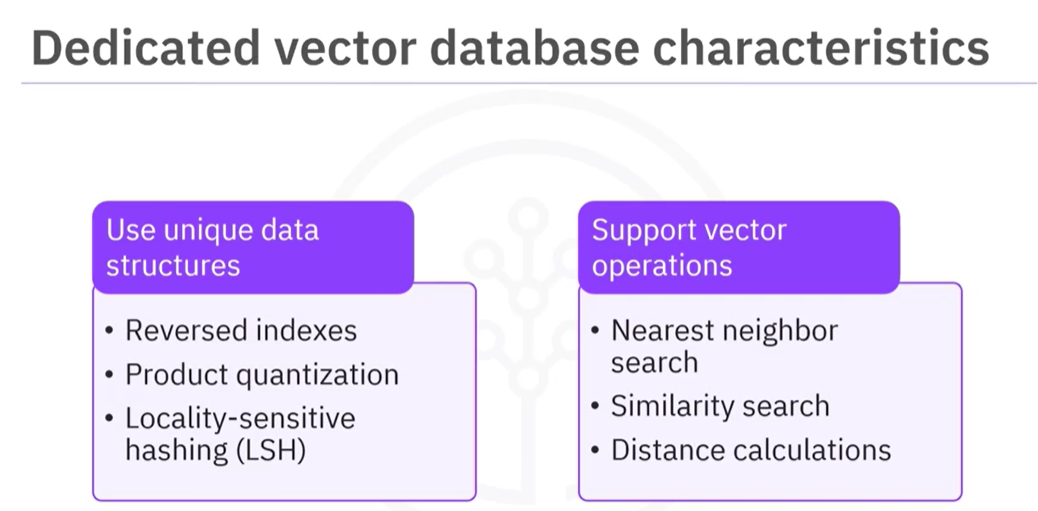 Dedicated vector database characteristics
Use unique data
structures
• Reversed indexes
• Product quantization
• Locality-sensitive
hashing (LSH)
Support vector
operations
• Nearest neighbor
search
• Similarity search
• Distance calculations